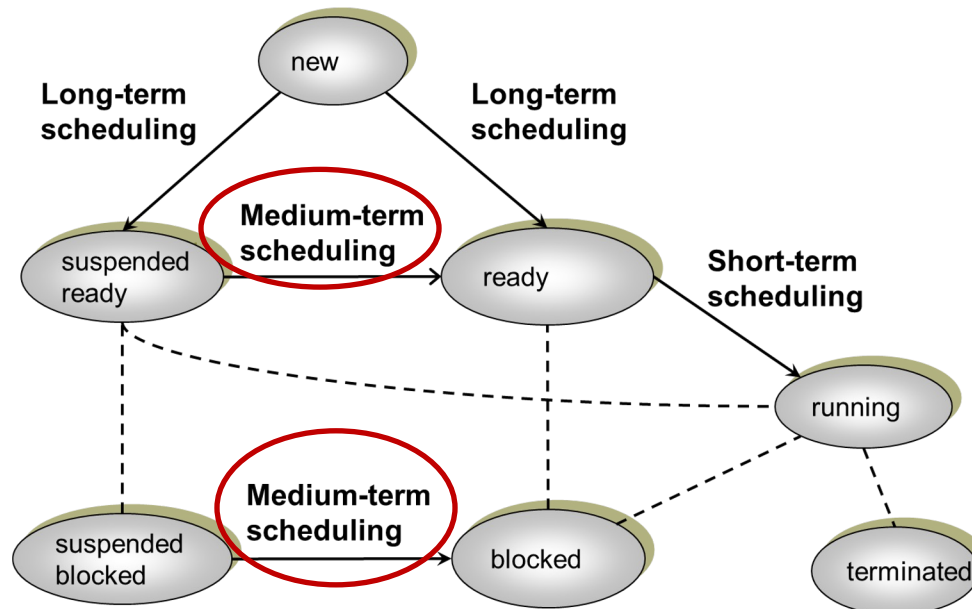 new
Long-term
scheduling
Long-term
scheduling
Medium-term
scheduling
suspended
ready
ready
Short-term
scheduling
running
Medium-term
scheduling
suspended
blocked
blocked
terminated